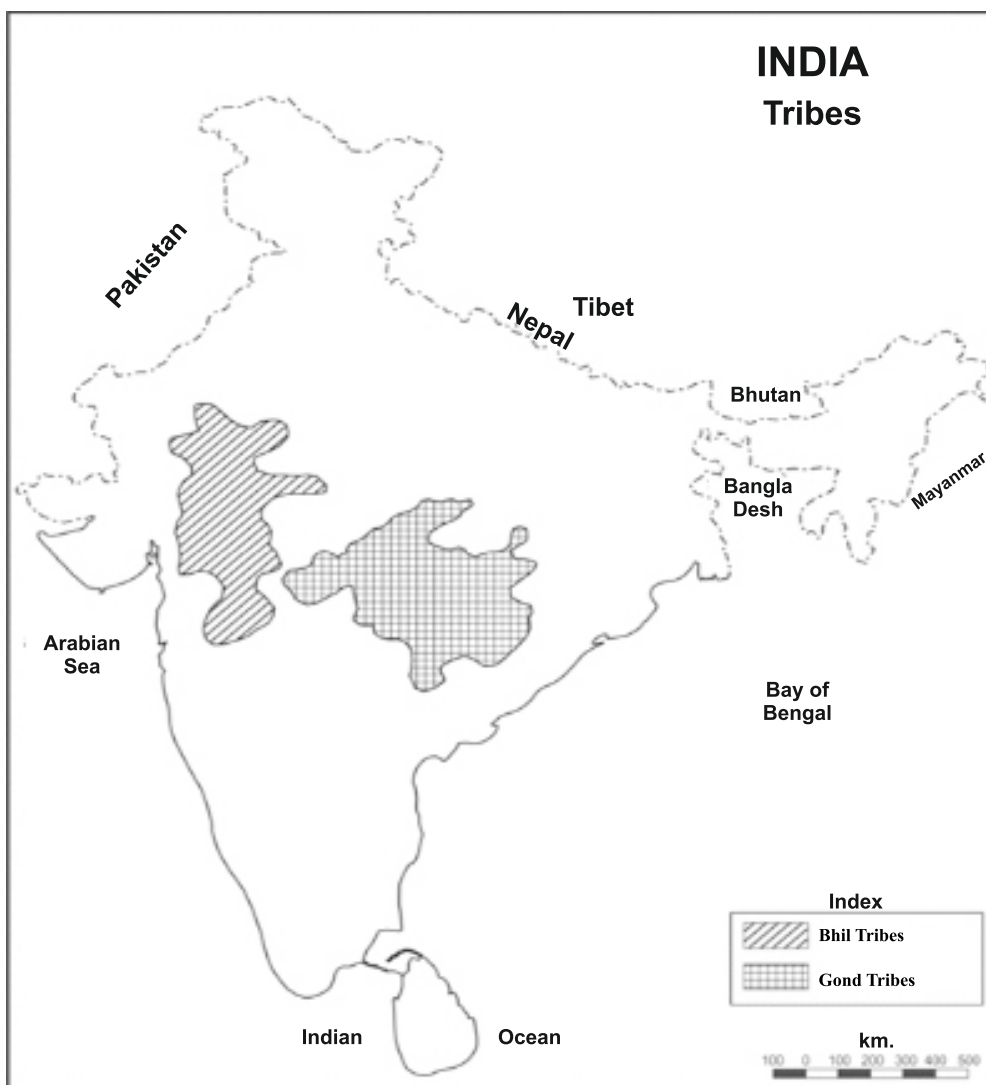 INDIA
Tribes
Pakistan
Tibet
Nepal
Bhutan
Bangla
Desh
Mayanmar
Arabian
Sea
Bay of
Bengal
Index
Bhil Tribes
Gond Tribes
Indian Ocean
km.
100 0 100 200 300 400 500